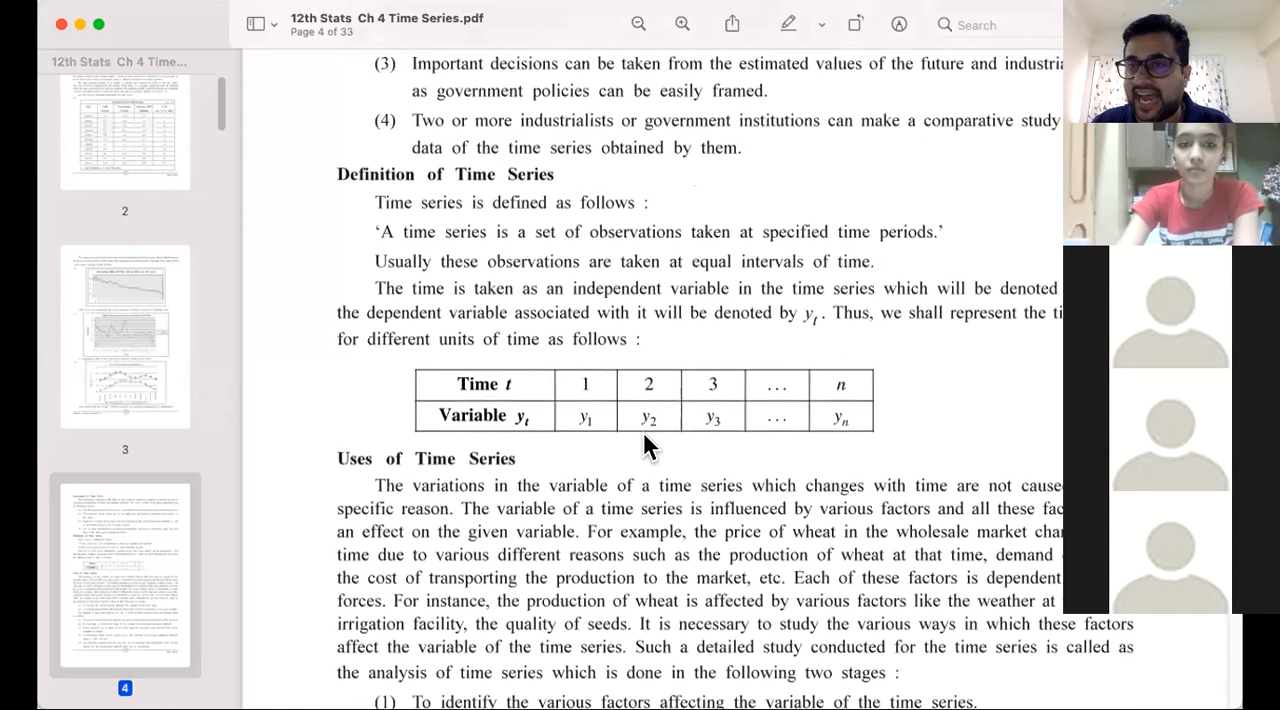 12th Stats Ch 4 Time Series.pdf
Page 4 of 33
Search
12th Stats Ch 4 Time...
2
3
4
(3) Important decisions can be taken from the estimated values of the future and industria
as government policies can be easily framed.
(4) Two or more industrialists or government institutions can make a comparative study
data of the time series obtained by them.
Definition of Time Series
Time series is defined as follows :
‘A time series is a set of observations taken at specified time periods.’
Usually these observations are taken at equal intervals of time.
The time is taken as an independent variable in the time series which will be denoted
the dependent variable associated with it will be denoted by yt. Thus, we shall represent the ti
for different units of time as follows :
Time t 1 2 3 ... n
Variable yt y1 y2 y3 ... yn
Uses of Time Series
The variations in the variable of a time series which changes with time are not cause
specific reason. The variable of time series is influenced by various factors and all these fac
an effect on the given variable. For example, the price of wheat in the wholesale market chan
time due to various different reasons such as the production of wheat at that time, demand o
the cost of transporting the production to the market, etc. Each of these factors is dependent
forces. For instance, the production of wheat is affected by various factors like the weather at
irrigation facility, the quality of seeds. It is necessary to study the various ways in which these factors
affect the variable of the time series. Such a detailed study conducted for the time series is called as
the analysis of time series which is done in the following two stages :
(1) To identify the various factors affecting the variable of the time series.